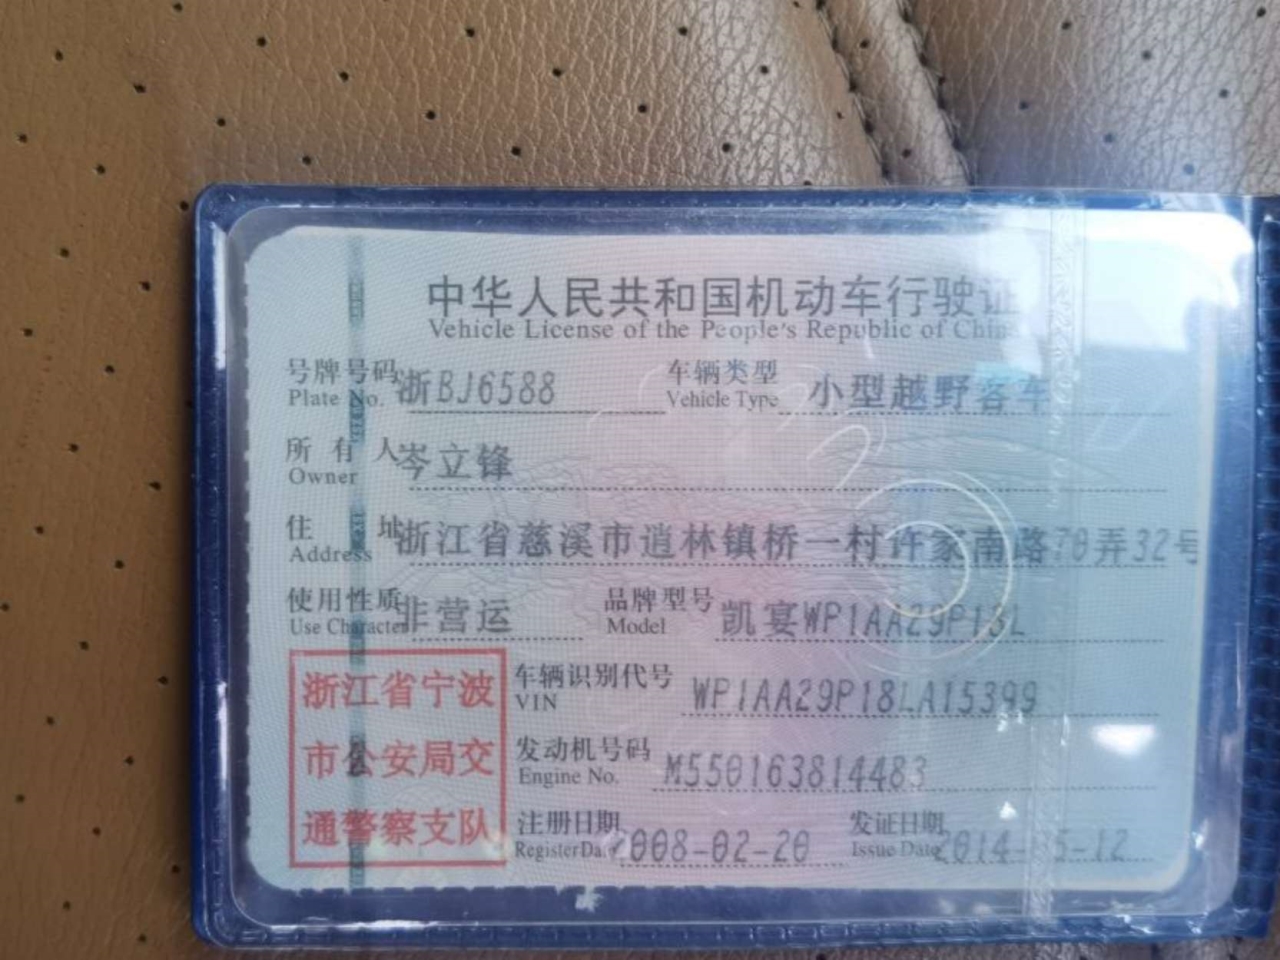 中华人民共和国机动车行驶证
Vehicle License of the People's Republic of China
号牌号码 浙BJ6588 车辆类型 小型越野客车
Plate No. Vehicle Type
所有人 岑立锋
Owner
住址 浙江省慈溪市逍林镇桥一村许家南路70弄32号
Address
使用性质 非营运 品牌型号 凯宴WP1AA29P18L
Use Character Model
浙江省宁波
市公安局交
通警察支队
车辆识别代号 WP1AA29P18LA15399
VIN
发动机号码 M550163814483
Engine No.
注册日期 2008-02-20 发证日期 2014-05-12
Register Date Issue Date